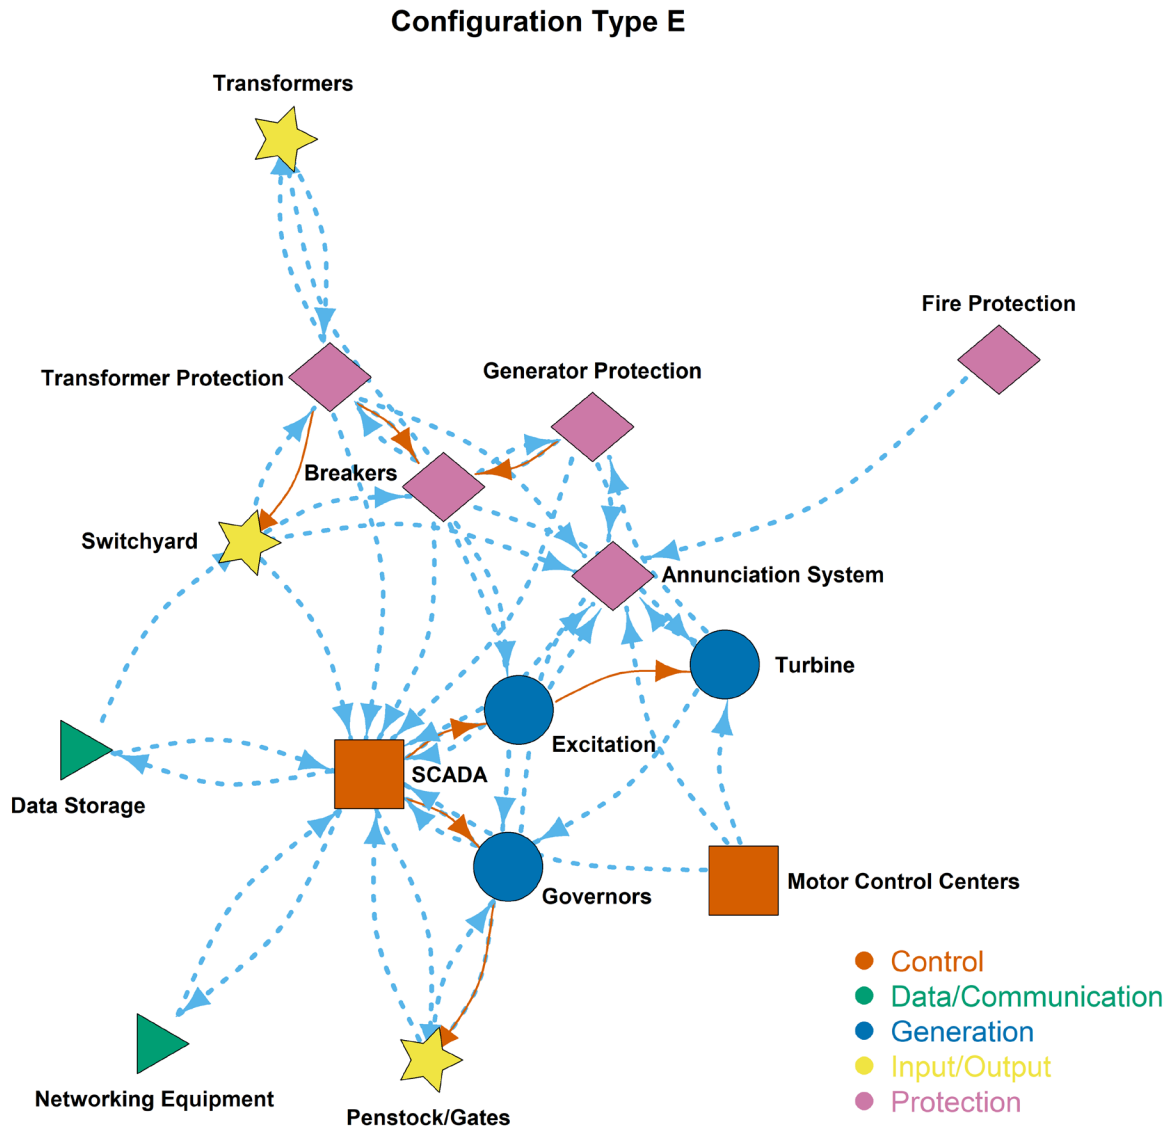 Configuration Type E
Transformers
Fire Protection
Generator Protection
Transformer Protection
Breakers
Switchyard
Annunciation System
Turbine
Excitation
SCADA
Data Storage
Motor Control Centers
Governors
Control
Data/Communication
Generation
Input/Output
Networking Equipment
Protection
Penstock/Gates